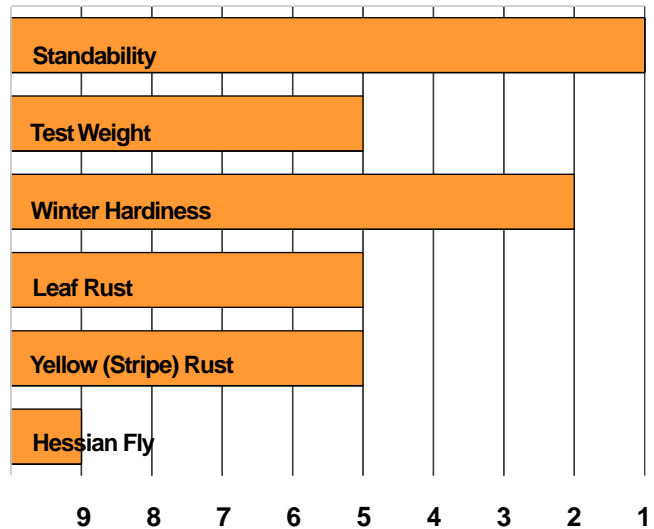 Standability
Test Weight
Winter Hardiness
Leaf Rust
Yellow (Stripe) Rust
Hessian Fly
9 8 7 6 5 4 3 2 1